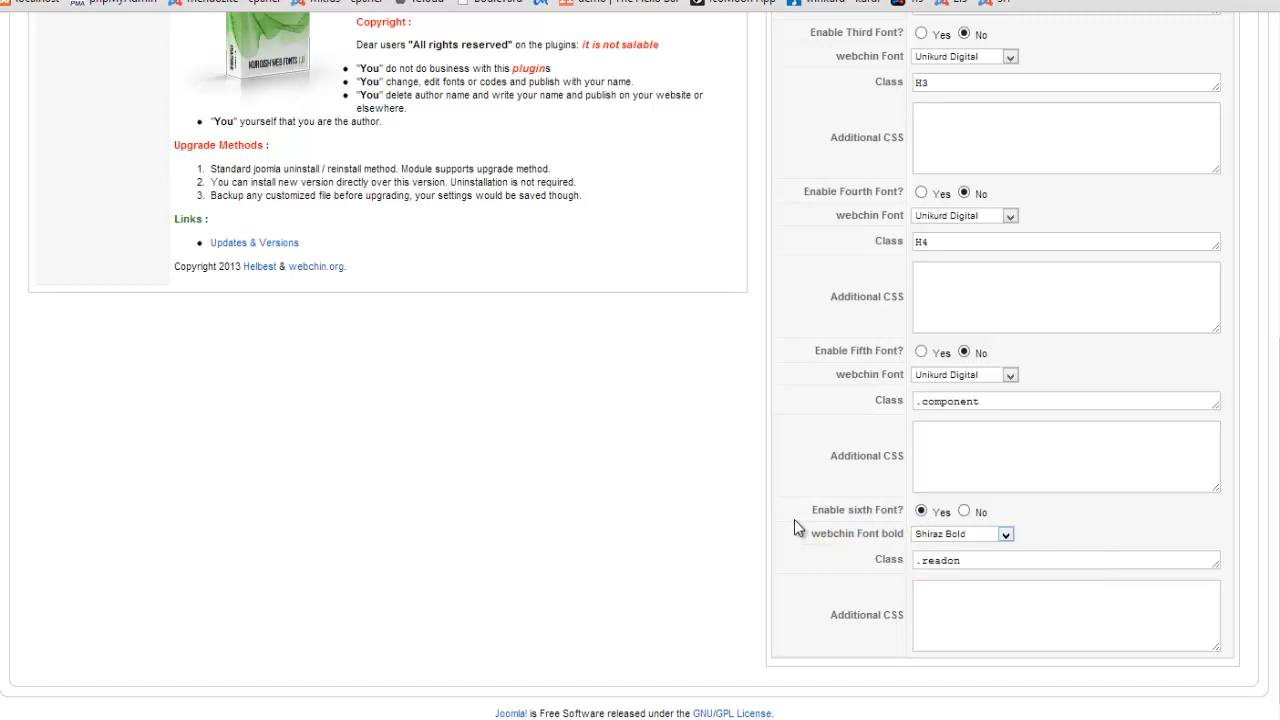 Copyright :
Dear users "All rights reserved" on the plugins: it is not salable
KURDISH WEB FONTS 1.0
"You" do not do business with this plugins
"You" change, edit fonts or codes and publish with your name.
"You" delete author name and write your name and publish on your website or
elsewhere.
"You" yourself that you are the author.
Upgrade Methods :
1. Standard joomla uninstall / reinstall method. Module supports upgrade method.
2. You can install new version directly over this version. Uninstallation is not required.
3. Backup any customized file before upgrading, your settings would be saved though.
Links :
Updates & Versions
Copyright 2013 Helbest & webchin.org.
Enable Third Font? Yes No
webchin Font Unikurd Digital
Class H3
Additional CSS
Enable Fourth Font? Yes No
webchin Font Unikurd Digital
Class H4
Additional CSS
Enable Fifth Font? Yes No
webchin Font Unikurd Digital
Class .component
Additional CSS
Enable sixth Font? Yes No
webchin Font bold Shiraz Bold
Class .readon
Additional CSS
Joomla! is Free Software released under the GNU/GPL License.